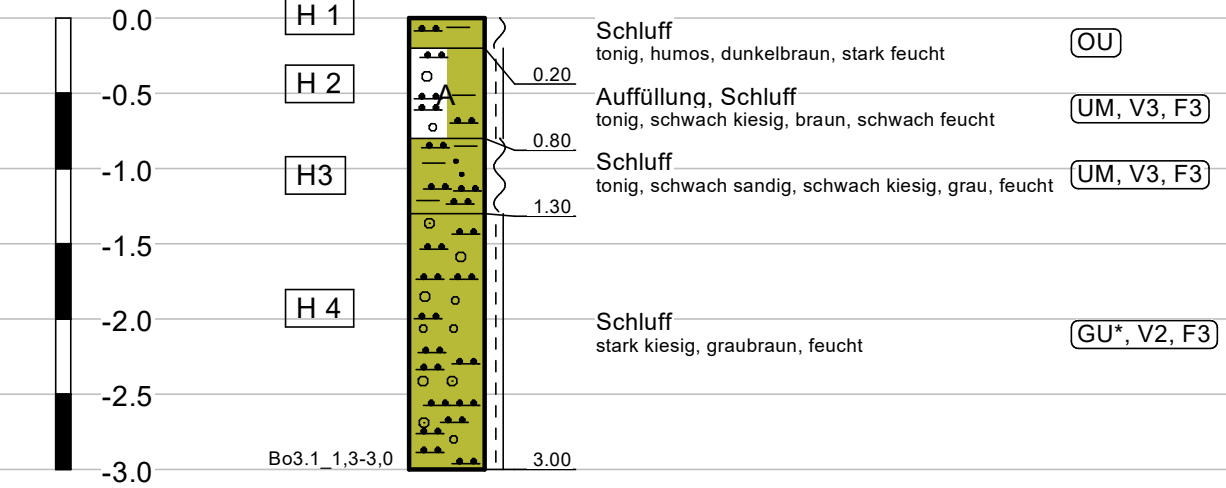 0.0
H 1
Schluff
tonig, humos, dunkelbraun, stark feucht
OU
0.20
-0.5
H 2
A
Auffüllung, Schluff
tonig, schwach kiesig, braun, schwach feucht
UM, V3, F3
0.80
-1.0
H3
Schluff
tonig, schwach sandig, schwach kiesig, grau, feucht
UM, V3, F3
1.30
-1.5
-2.0
H 4
Schluff
stark kiesig, graubraun, feucht
GU*, V2, F3
-2.5
Bo3.1_1,3-3,0
3.00
-3.0